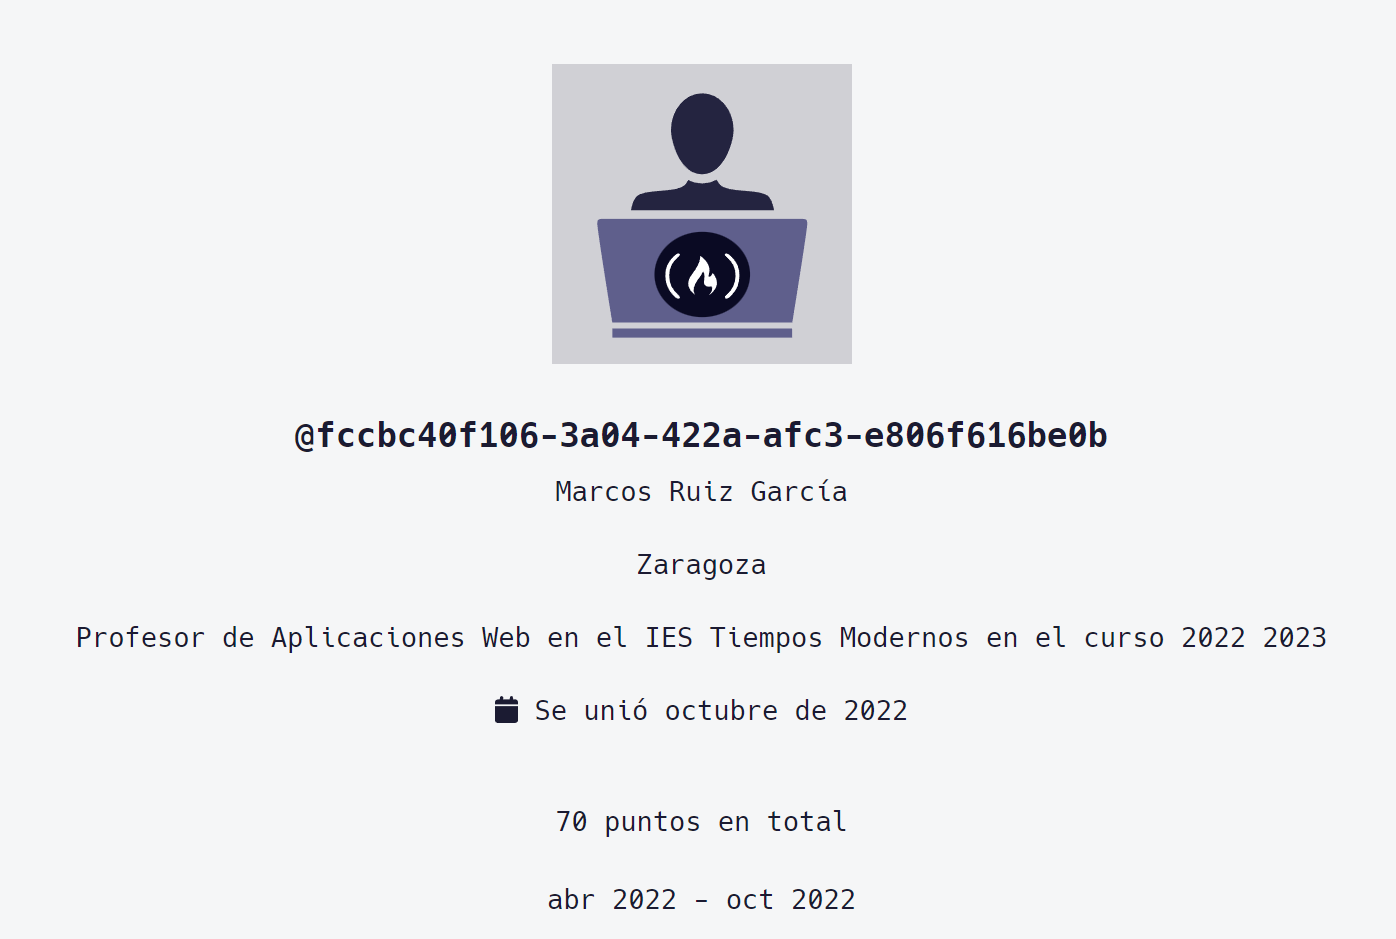 @fccbc40f106-3a04-422a-afc3-e806f616be0b
Marcos Ruiz García
Zaragoza
Profesor de Aplicaciones Web en el IES Tiempos Modernos en el curso 2022 2023
Se unió octubre de 2022
70 puntos en total
abr 2022 - oct 2022